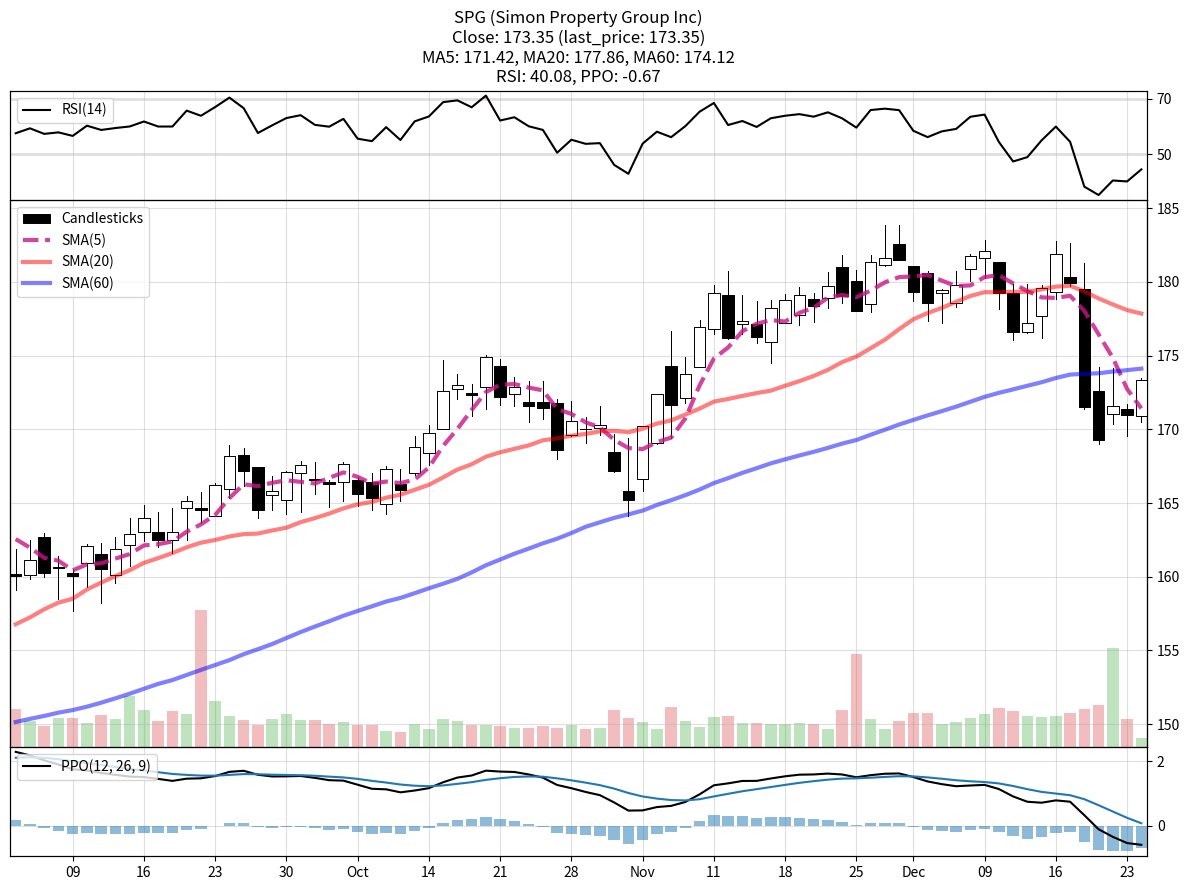 SPG (Simon Property Group Inc)
Close: 173.35 (last_price: 173.35)
MA5: 171.42, MA20: 177.86, MA60: 174.12
RSI: 40.08, PPO: -0.67
RSI(14)
70
50
Candlesticks
SMA(5)
SMA(20)
SMA(60)
185
180
175
170
165
160
155
150
PPO(12, 26, 9)
2
0
09 16 23 30 Oct 14 21 28 Nov 11 18 25 Dec 09 16 23